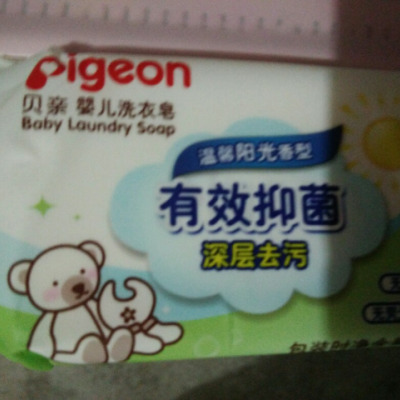 Pigeon
贝亲 婴儿洗衣皂
Baby Laundry Soap
温馨阳光香型
有效抑菌
深层去污